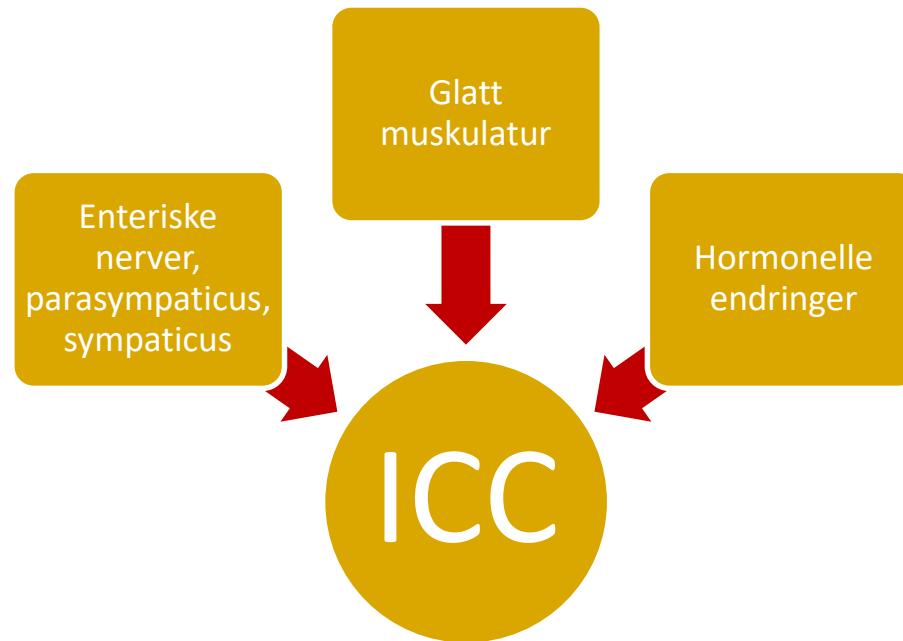 Glatt
muskulatur
Enteriske
nerver,
parasympaticus,
sympaticus
Hormonelle
endringer
ICC